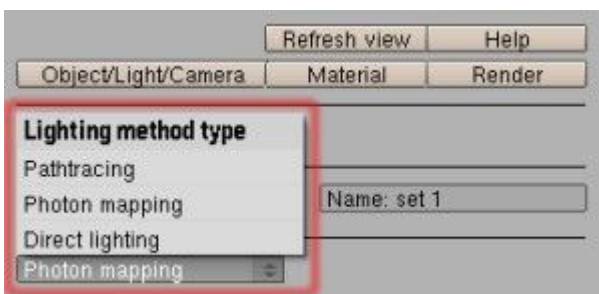 Refresh view Help
Object/Light/Camera Material Render
Lighting method type
Pathtracing
Photon mapping
Name: set 1
Direct lighting
Photon mapping